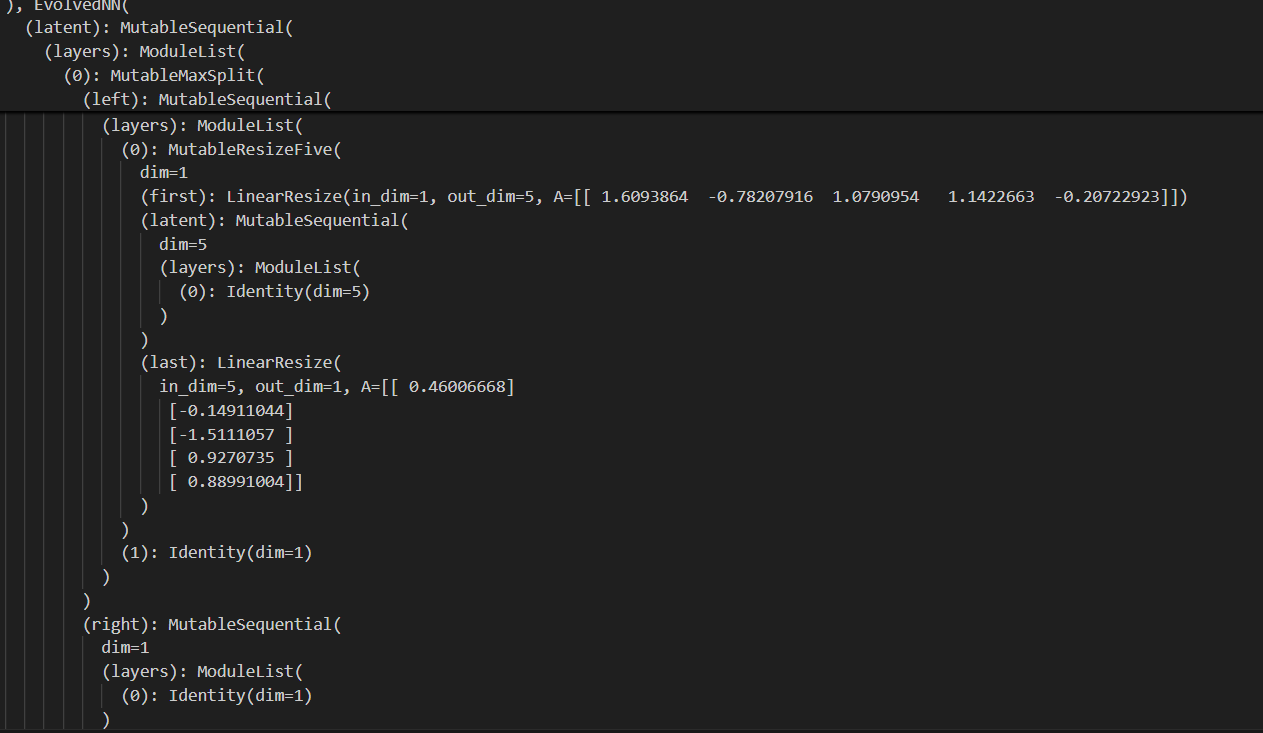 ), EvolvedNN(
(latent): MutableSequential(
(layers): ModuleList(
(0): MutableMaxSplit(
(left): MutableSequential(
(layers): ModuleList(
(0): MutableResizeFive(
dim=1
(first): LinearResize(in_dim=1, out_dim=5, A=[[ 1.6093864  -0.78207916  1.0790954   1.1422663  -0.20722923]])
(latent): MutableSequential(
dim=5
(layers): ModuleList(
(0): Identity(dim=5)
)
)
(last): LinearResize(
in_dim=5, out_dim=1, A=[[ 0.46006668]
[-0.14911044]
[-1.5111057 ]
[ 0.9270735 ]
[ 0.88991004]]
)
)
(1): Identity(dim=1)
)
)
(right): MutableSequential(
dim=1
(layers): ModuleList(
(0): Identity(dim=1)
)